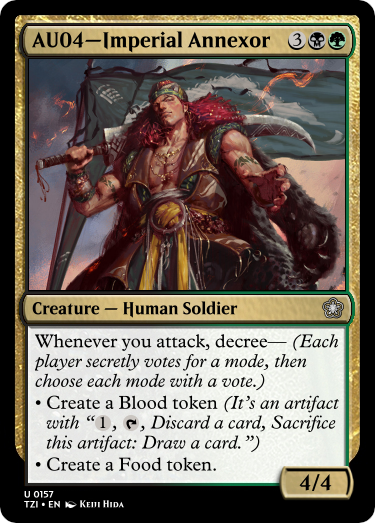 AU04—Imperial Annexor 3
Creature — Human Soldier
Whenever you attack, decree— (Each
player secretly votes for a mode, then
choose each mode with a vote.)
• Create a Blood token (It's an artifact
with “1, , Discard a card, Sacrifice
this artifact: Draw a card.”)
• Create a Food token.
4/4
U 0157
TZI • EN Keiji Hida